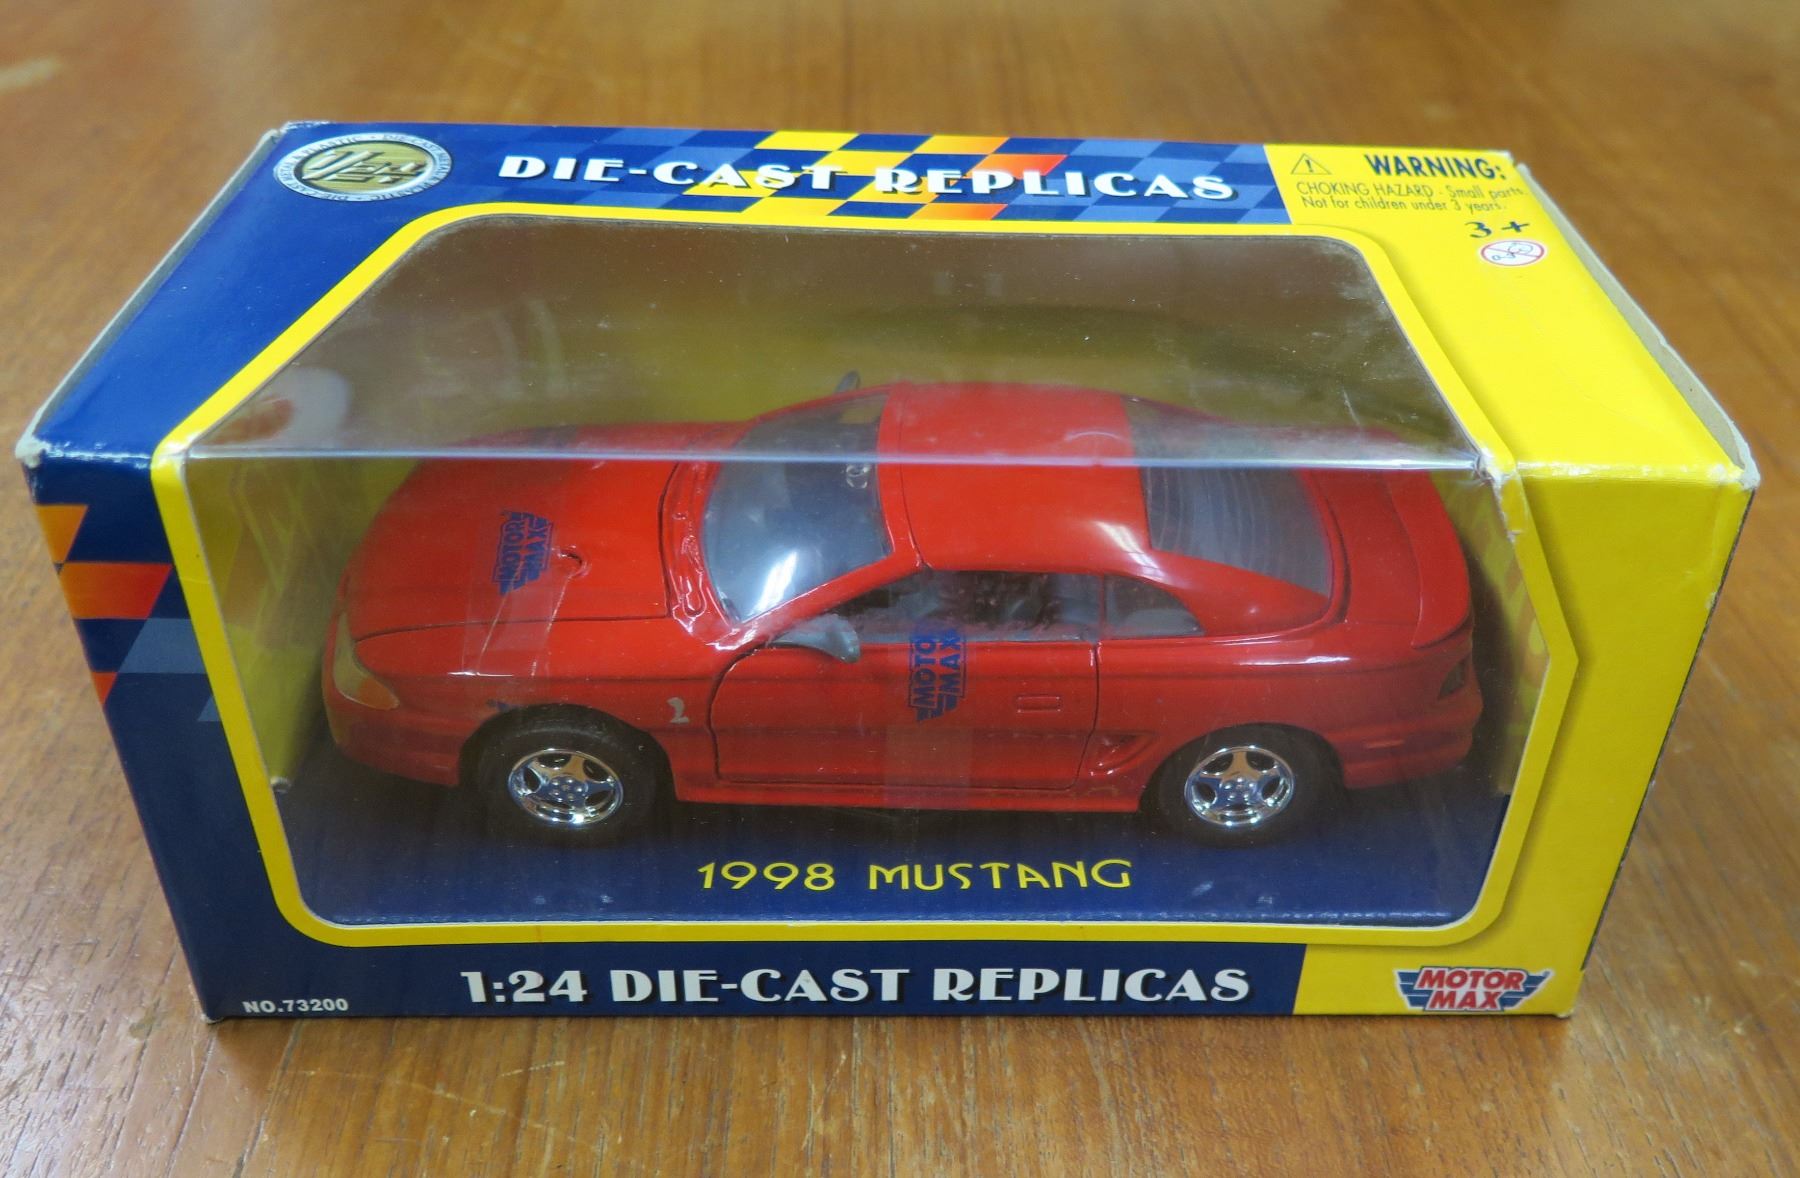 DIE-CAST REPLICAS
WARNING:
CHOKING HAZARD - Small parts.
Not for children under 3 years.
3+
MOTOR
MAX
MOTOR
MAX
1998 MUSTANG
1:24 DIE-CAST REPLICAS
NO.73200
MOTOR
MAX